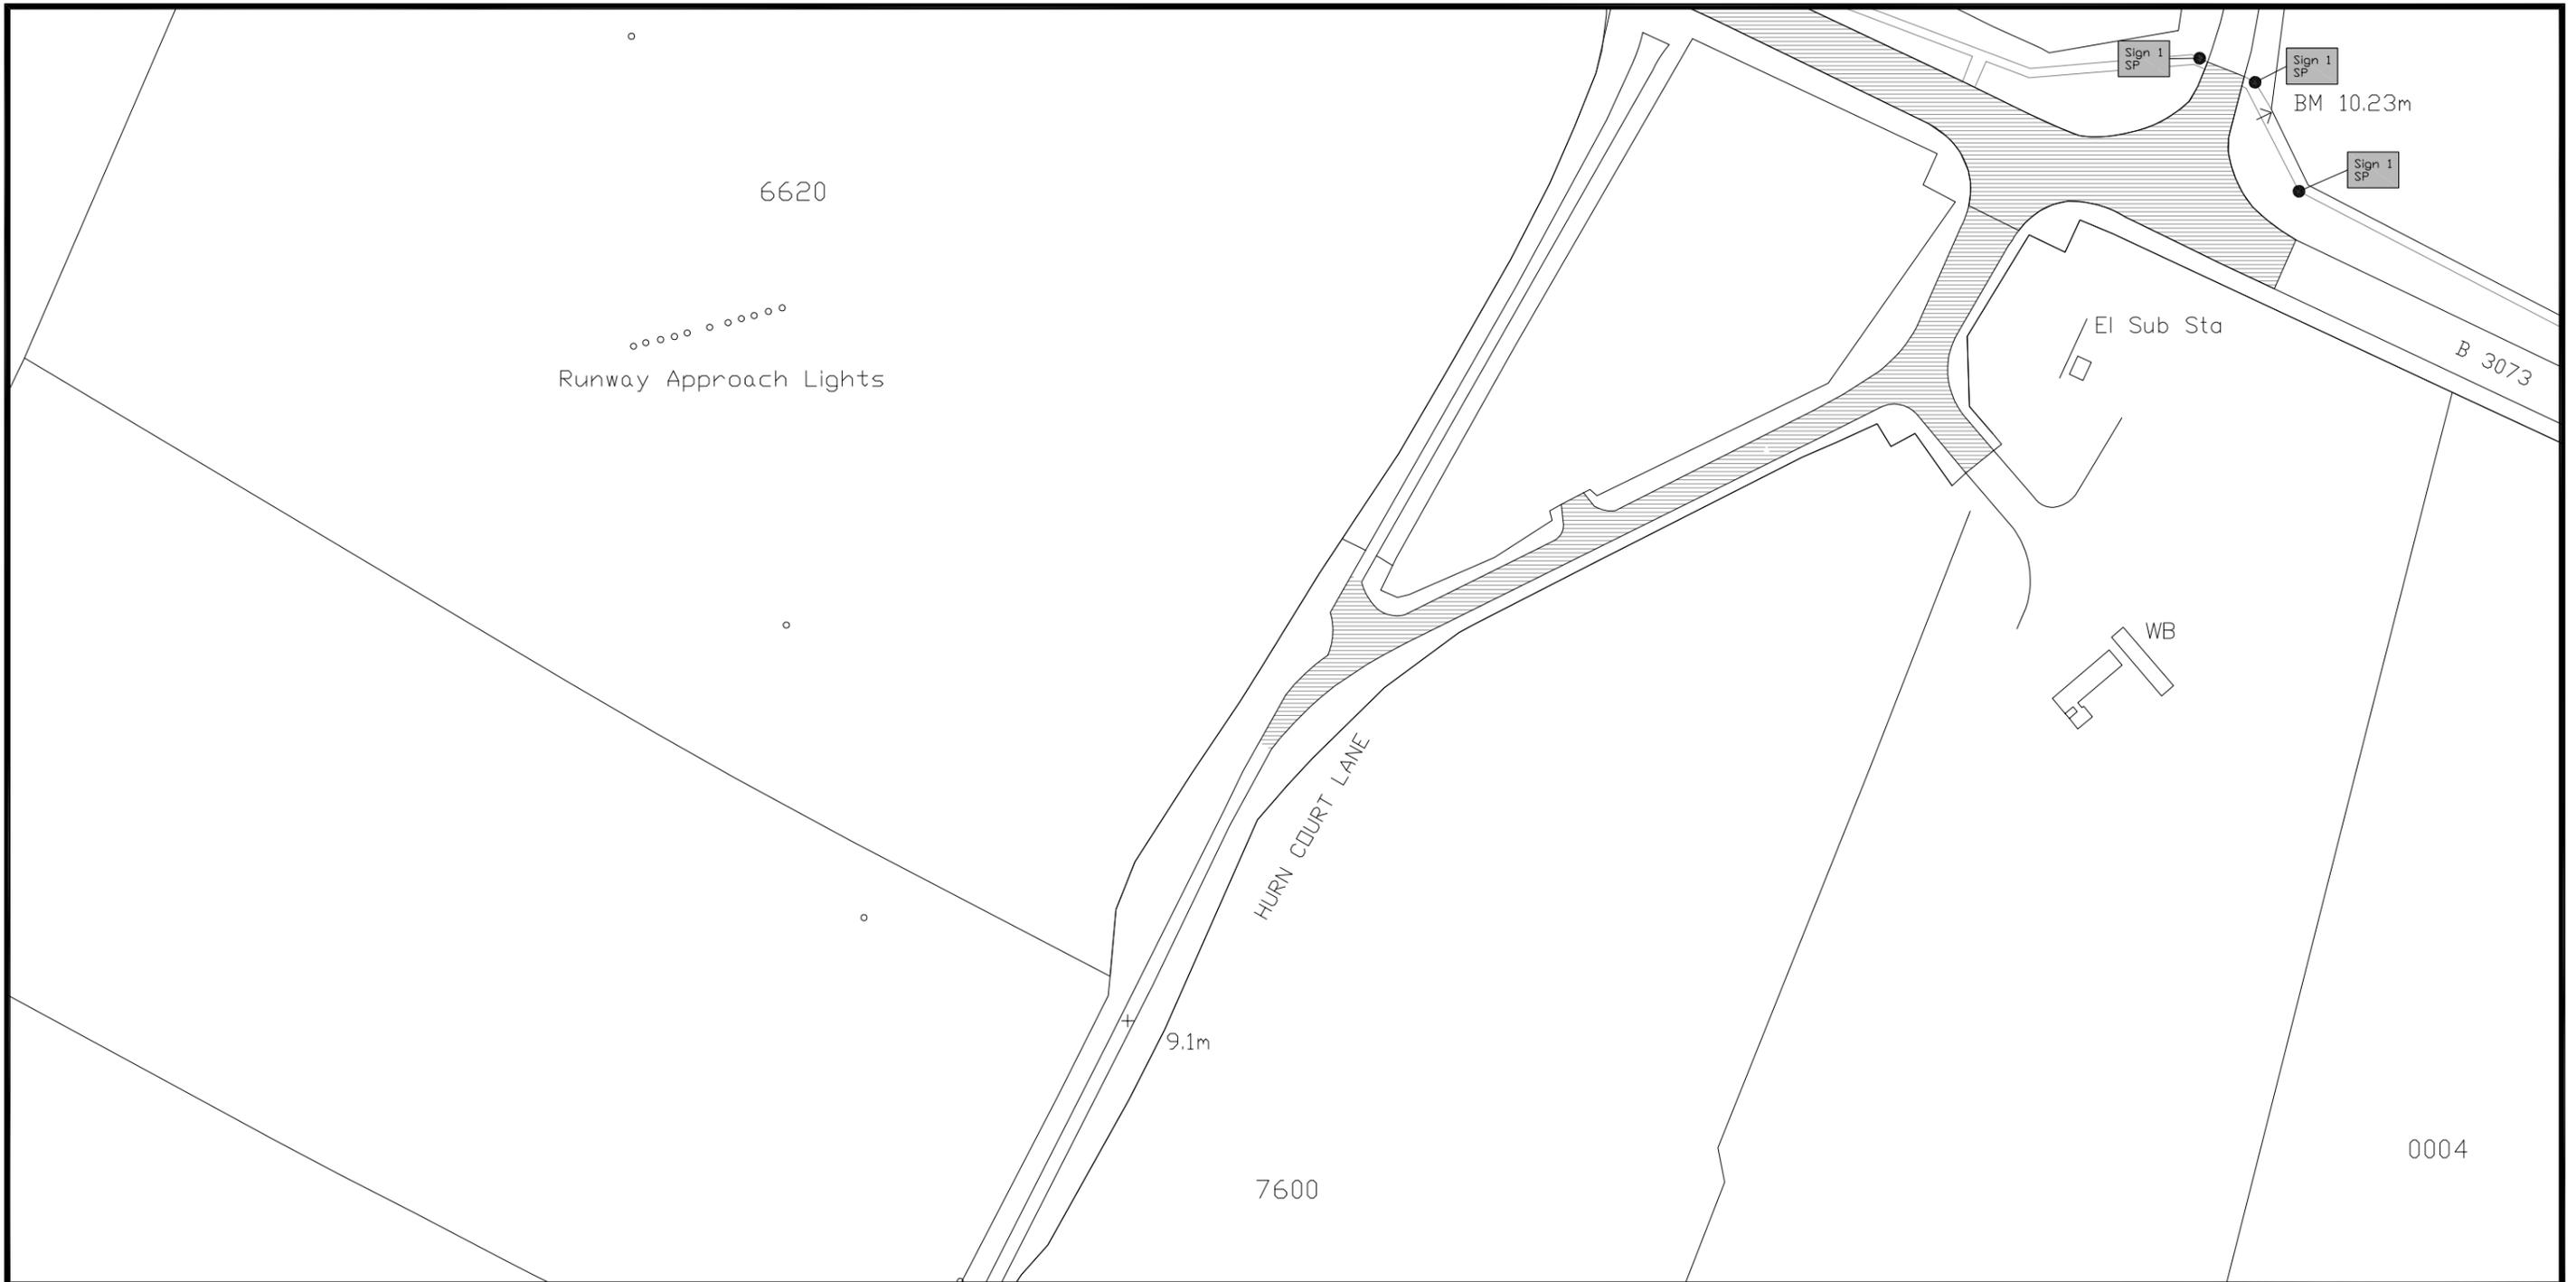 Sign 1
SP
Sign 1
SP
BM 10.23m
Sign 1
SP
6620
El Sub Sta
B 3073
Runway Approach Lights
WB
HURN COURT LANE
9.1m
0004
7600